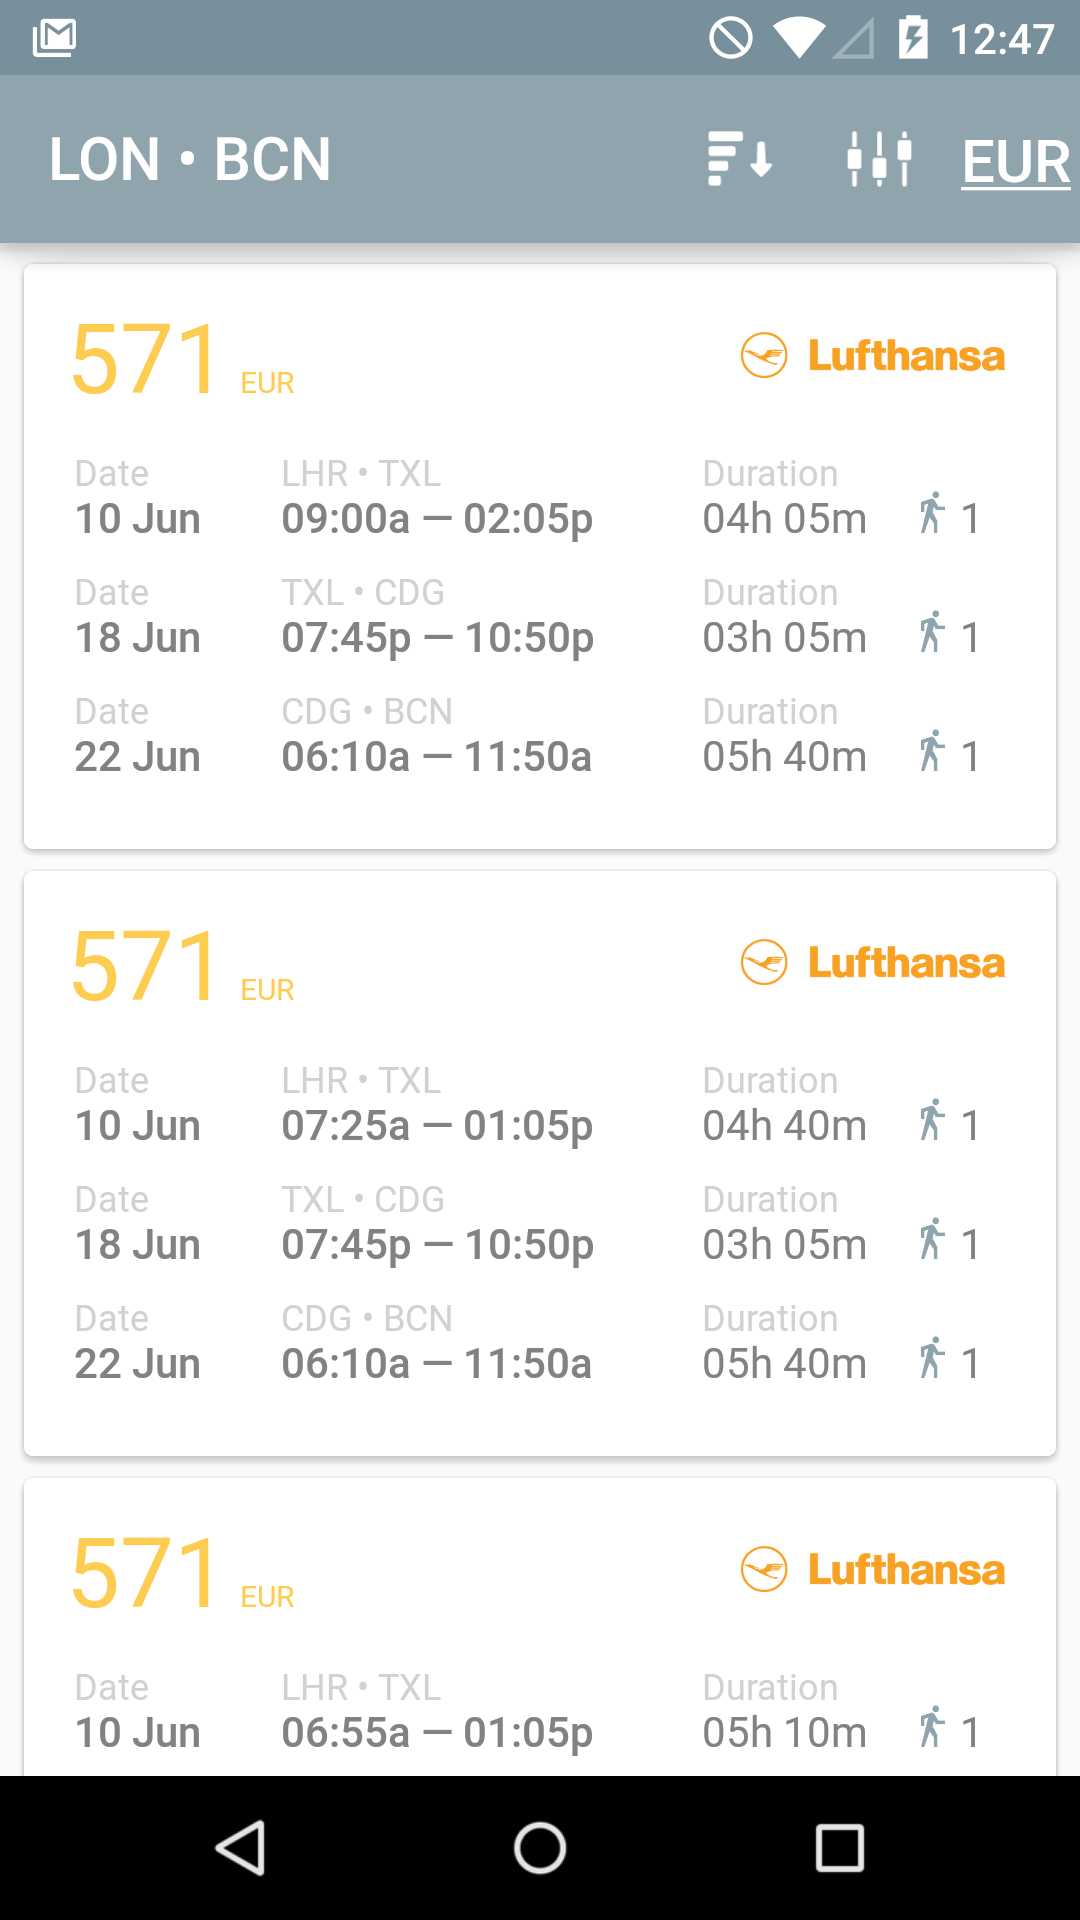 12:47
LON • BCN EUR
571 EUR Lufthansa
Date LHR • TXL Duration
10 Jun 09:00a — 02:05p 04h 05m 1
Date TXL • CDG Duration
18 Jun 07:45p — 10:50p 03h 05m 1
Date CDG • BCN Duration
22 Jun 06:10a — 11:50a 05h 40m 1
571 EUR Lufthansa
Date LHR • TXL Duration
10 Jun 07:25a — 01:05p 04h 40m 1
Date TXL • CDG Duration
18 Jun 07:45p — 10:50p 03h 05m 1
Date CDG • BCN Duration
22 Jun 06:10a — 11:50a 05h 40m 1
571 EUR Lufthansa
Date LHR • TXL Duration
10 Jun 06:55a — 01:05p 05h 10m 1